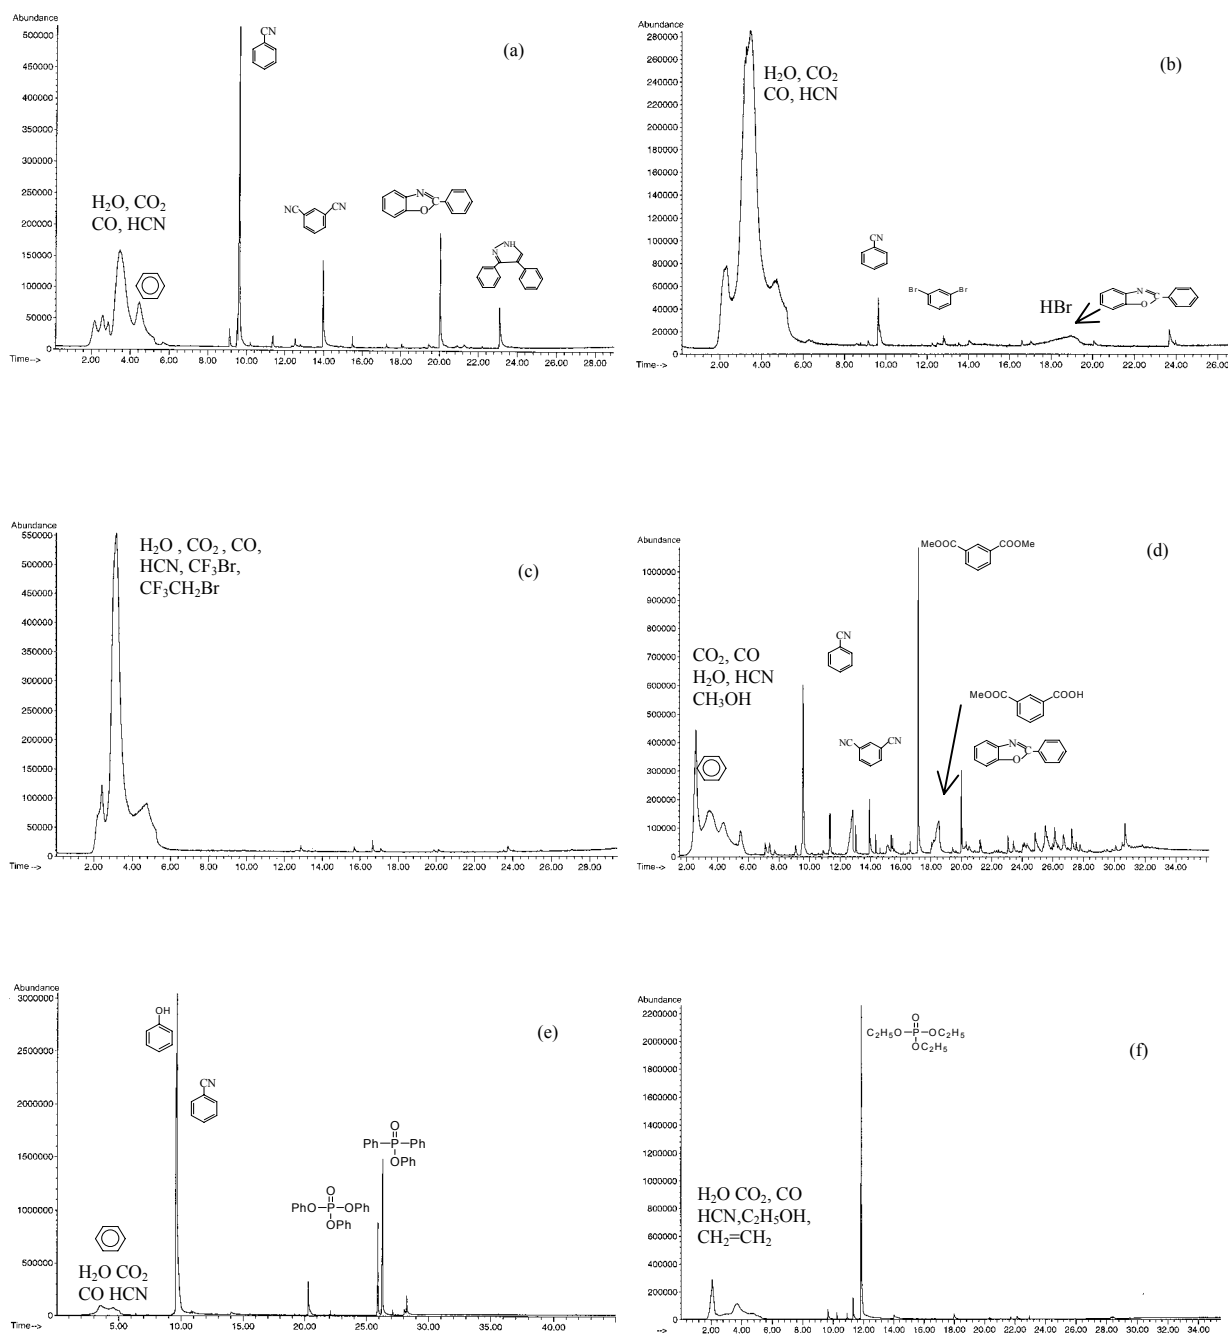 Abundance
500000
450000
400000
350000
300000
250000
200000
150000
100000
50000
0
Time-->
2.00 4.00 6.00 8.00 10.00 12.00 14.00 16.00 18.00 20.00 22.00 24.00 26.00 28.00
(a)
CN
H₂O, CO₂
CO, HCN
NC CN
N C
O
N NH
Abundance
280000
260000
240000
220000
200000
180000
160000
140000
120000
100000
80000
60000
40000
20000
0
Time-->
2.00 4.00 6.00 8.00 10.00 12.00 14.00 16.00 18.00 20.00 22.00 24.00 26.00
(b)
H₂O, CO₂
CO, HCN
CN
Br Br
HBr
N C
O
Abundance
550000
500000
450000
400000
350000
300000
250000
200000
150000
100000
50000
0
Time-->
2.00 4.00 6.00 8.00 10.00 12.00 14.00 16.00 18.00 20.00 22.00 24.00 26.00 28.00
(c)
H₂O , CO₂ , CO,
HCN, CF₃Br,
CF₃CH₂Br
Abundance
1000000
900000
800000
700000
600000
500000
400000
300000
200000
100000
0
Time-->
2.00 4.00 6.00 8.00 10.00 12.00 14.00 16.00 18.00 20.00 22.00 24.00 26.00 28.00 30.00 32.00 34.00
(d)
MeOOC COOMe
CN
CO₂, CO
H₂O, HCN
CH₃OH
MeOOC COOH
NC CN
N C
O
Abundance
3000000
2500000
2000000
1500000
1000000
500000
0
Time-->
5.00 10.00 15.00 20.00 25.00 30.00 35.00 40.00
(e)
OH
CN
O
Ph P Ph
OPh
O
PhO P OPh
OPh
H₂O CO₂
CO HCN
Abundance
2200000
2000000
1800000
1600000
1400000
1200000
1000000
800000
600000
400000
200000
0
-->
2.00 4.00 6.00 8.00 10.00 12.00 14.00 16.00 18.00 20.00 22.00 24.00 26.00 28.00 30.00 32.00 34.00
(f)
O
C₂H₅O P OC₂H₅
OC₂H₅
H₂O CO₂, CO
HCN,C₂H₅OH,
CH₂=CH₂